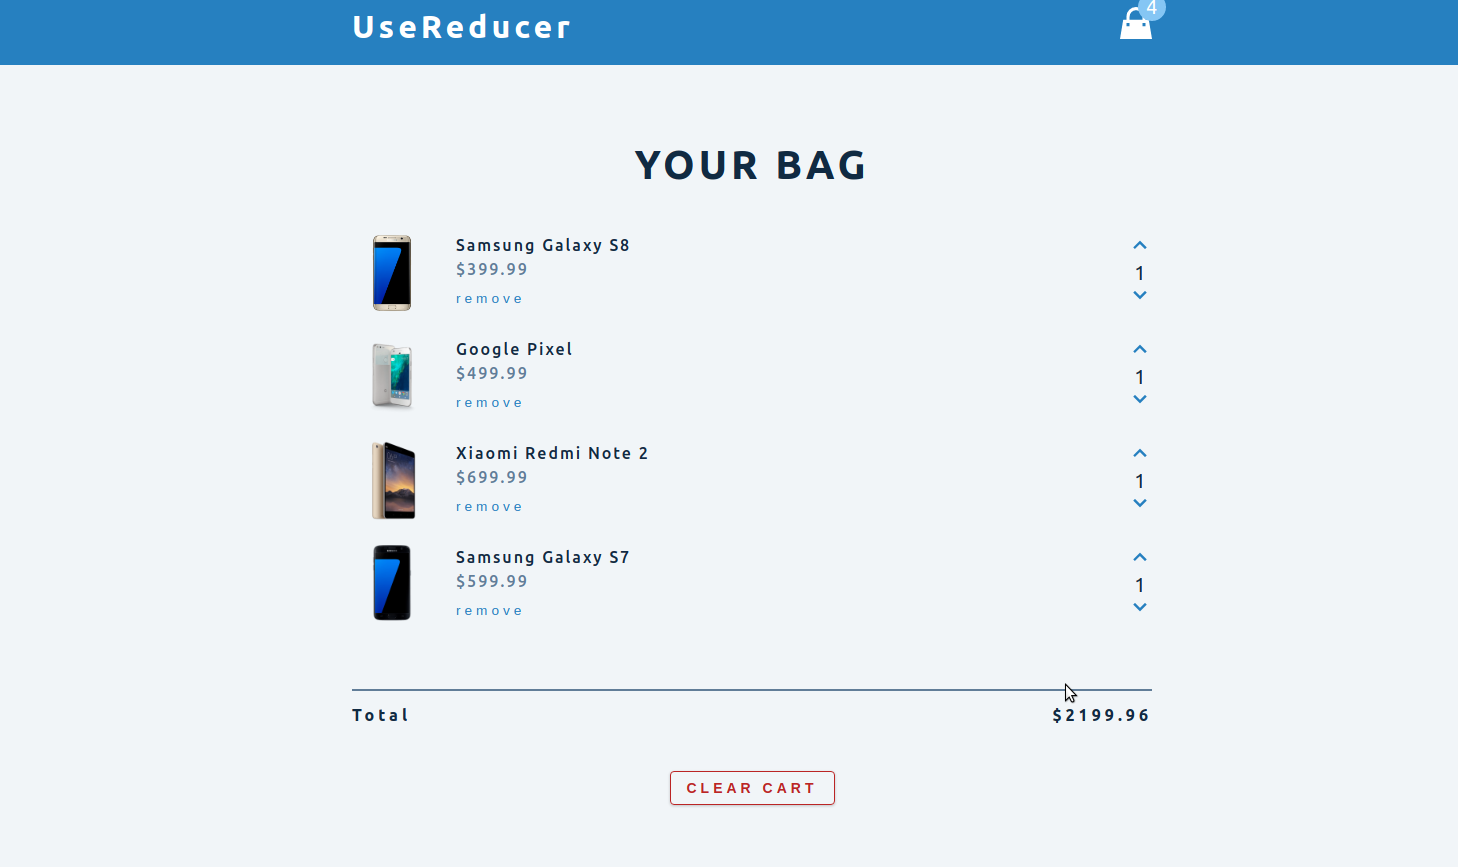 UseReducer
4
YOUR BAG
Samsung Galaxy S8
$399.99
remove
1
Google Pixel
$499.99
remove
1
Xiaomi Redmi Note 2
$699.99
remove
1
Samsung Galaxy S7
$599.99
remove
1
Total $2199.96
CLEAR CART